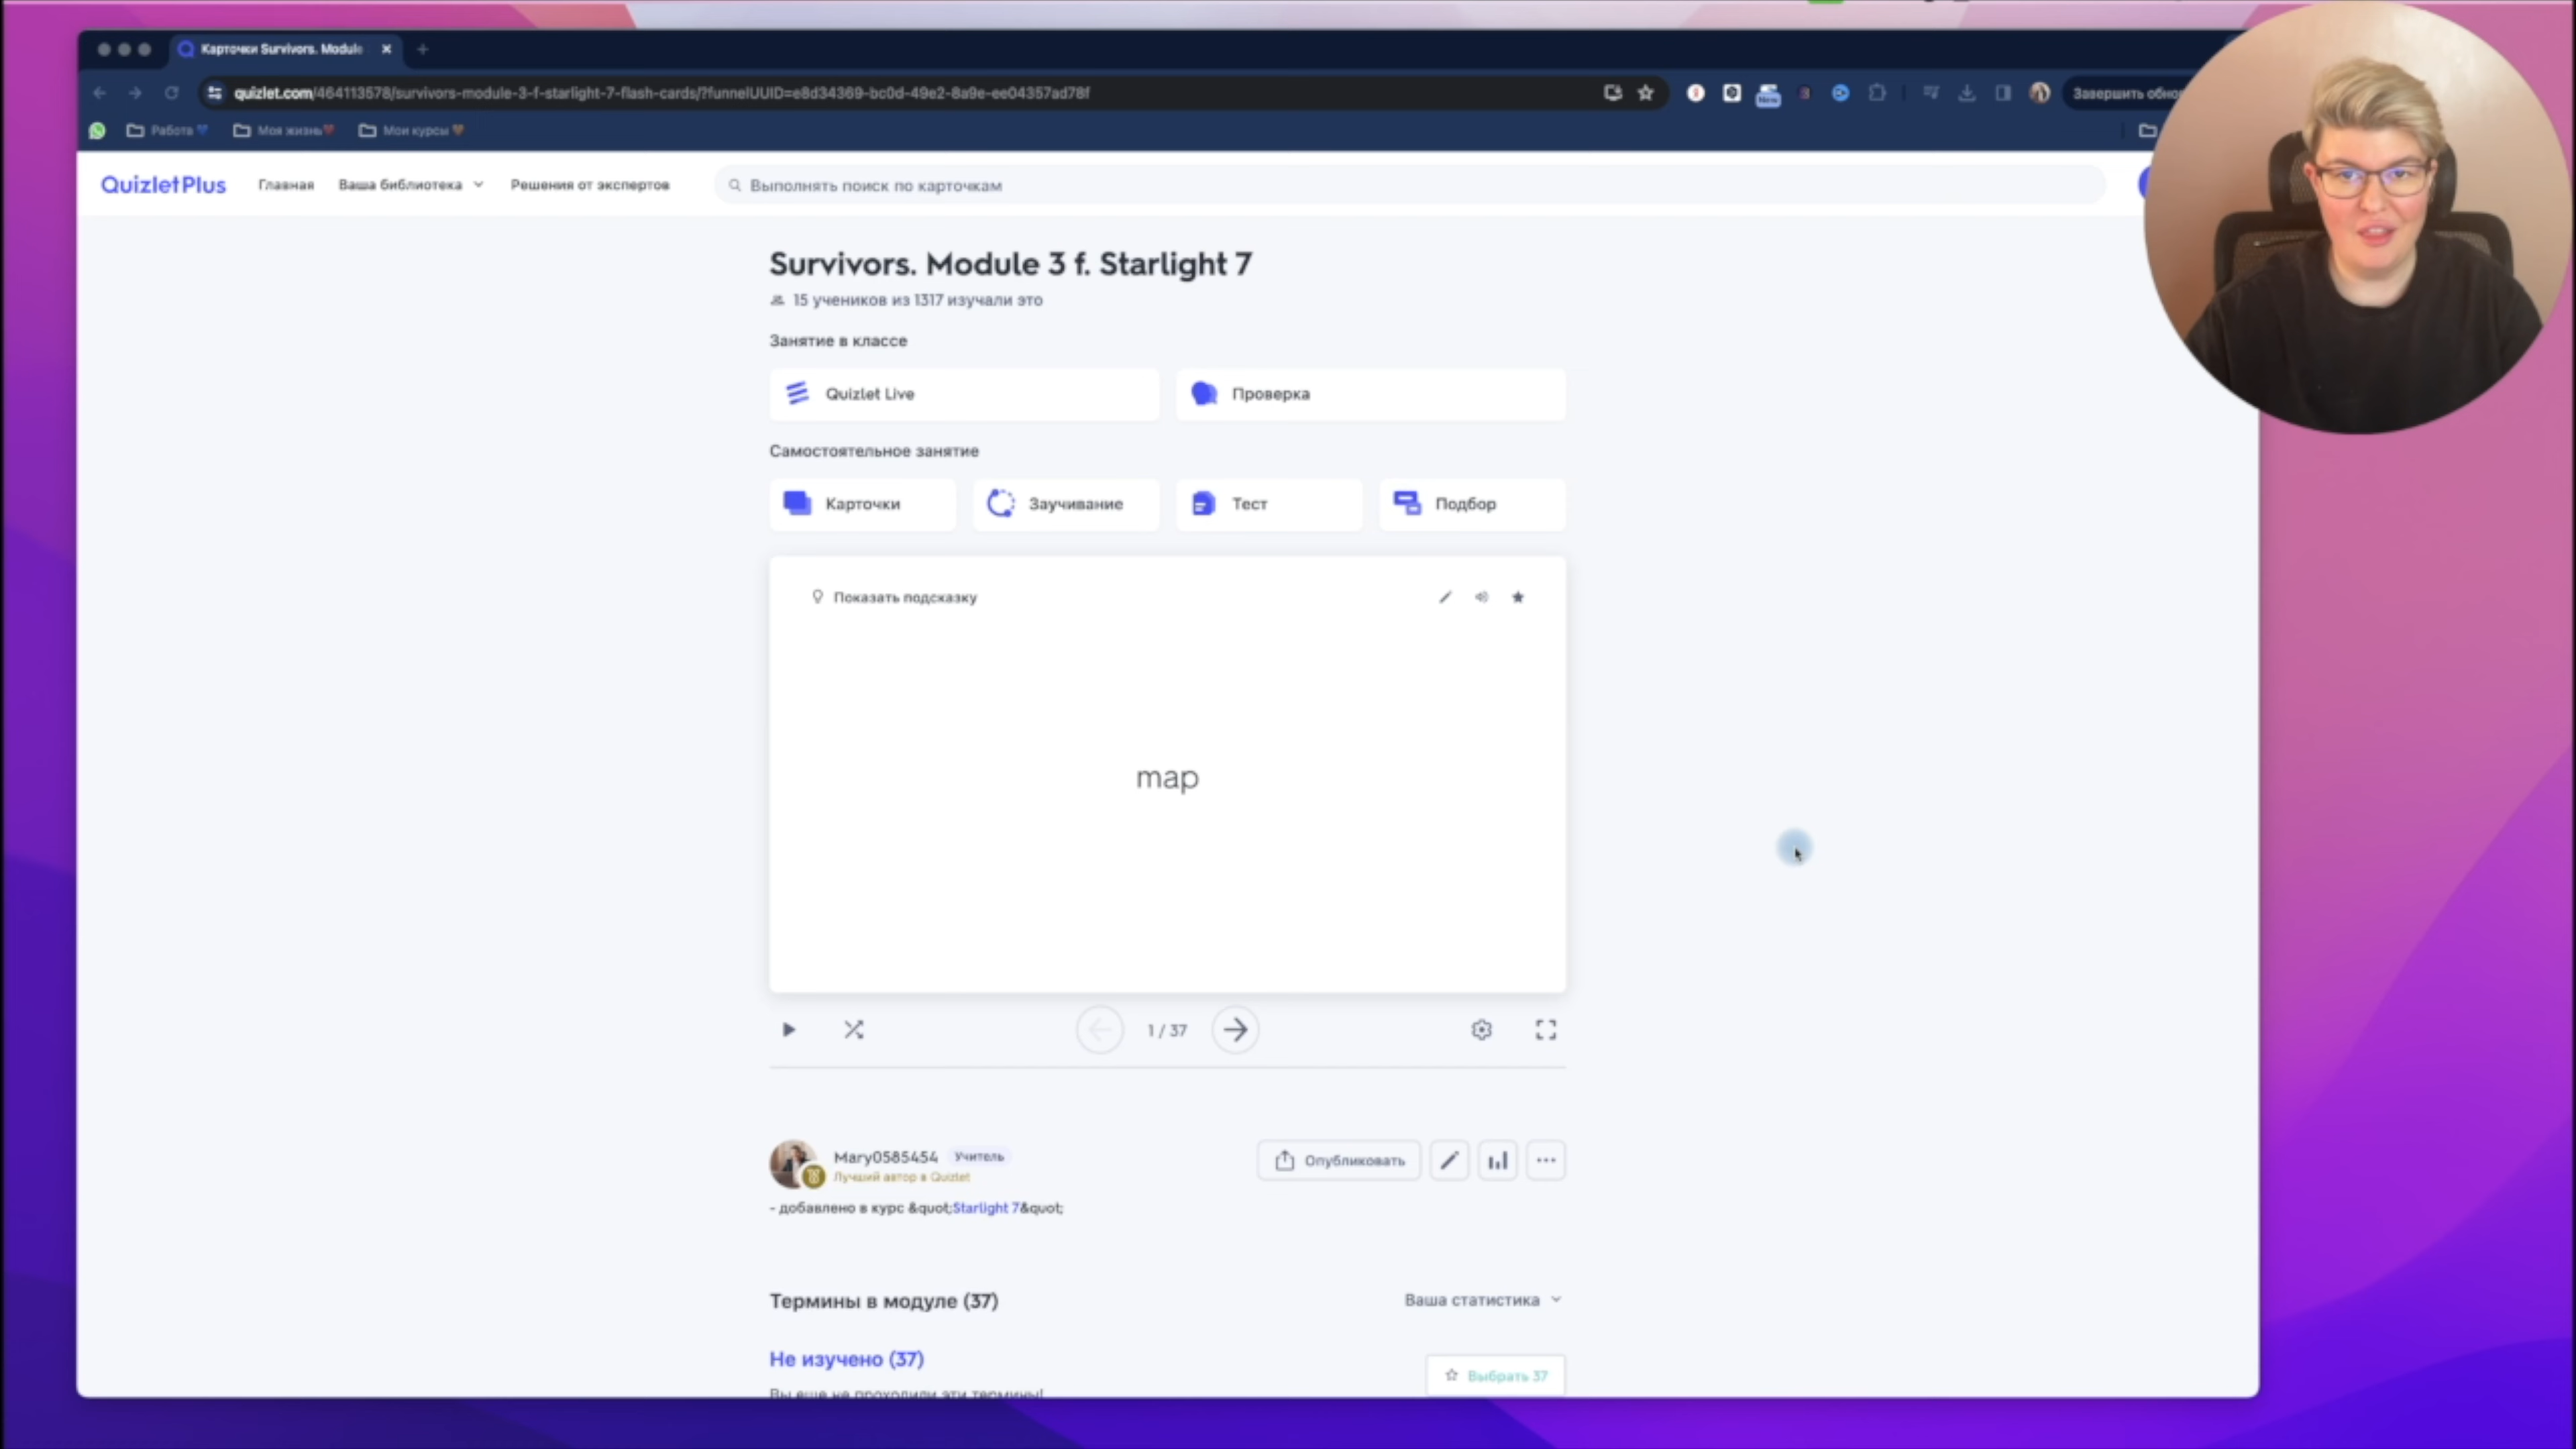 Карточки Survivors. Module
quizlet.com/464113578/survivors-module-3-f-starlight-7-flash-cards/?funnelUUID=e8d34369-bc0d-49e2-8a9e-ee04357ad78f
Завершить обно
Работа
Моя жизнь
Мои курсы
QuizletPlus
Главная
Ваша библиотека
Решения от экспертов
Выполнять поиск по карточкам
Survivors. Module 3 f. Starlight 7
15 учеников из 1317 изучали это
Занятие в классе
Quizlet Live
Проверка
Самостоятельное занятие
Карточки
Заучивание
Тест
Подбор
Показать подсказку
map
1 / 37
Mary0585454 Учитель
Лучший автор в Quizlet
Опубликовать
- добавлено в курс &quot;Starlight 7&quot;
Термины в модуле (37)
Ваша статистика
Не изучено (37)
Выбрать 37
Вы еще не проходили эти термины!